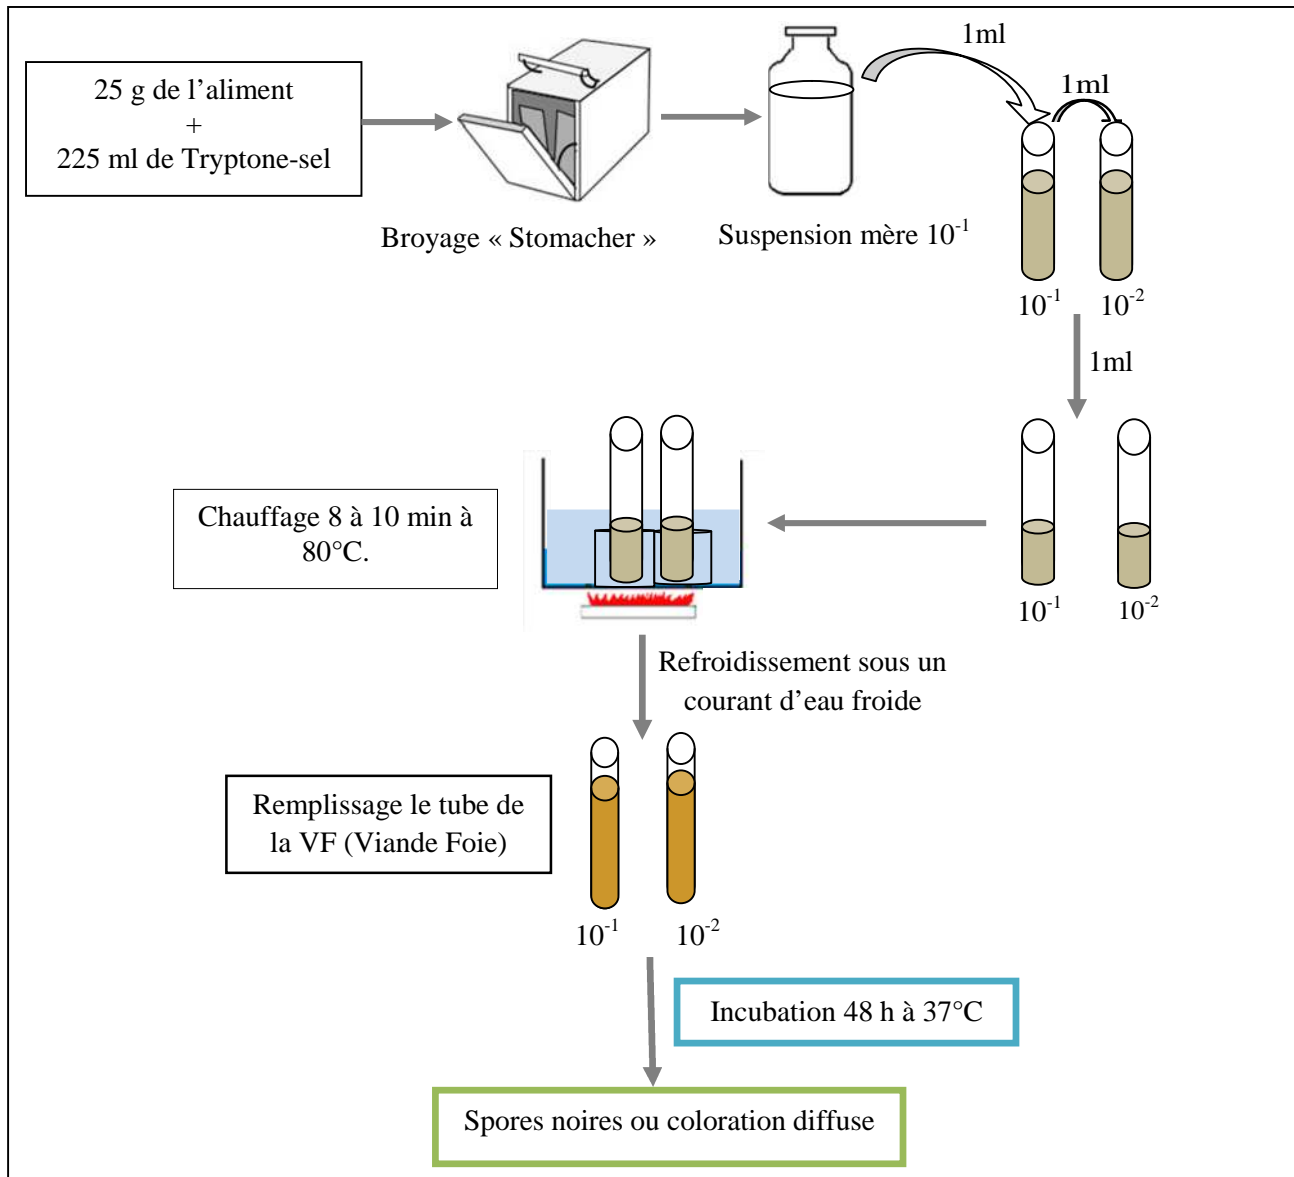 25 g de l’aliment
+
225 ml de Tryptone-sel
Broyage « Stomacher »
Suspension mère 10⁻¹
1ml
1ml
10⁻¹
10⁻²
1ml
10⁻¹
10⁻²
Chauffage 8 à 10 min à
80°C.
Refroidissement sous un
courant d’eau froide
Remplissage le tube de
la VF (Viande Foie)
10⁻¹
10⁻²
Incubation 48 h à 37°C
Spores noires ou coloration diffuse